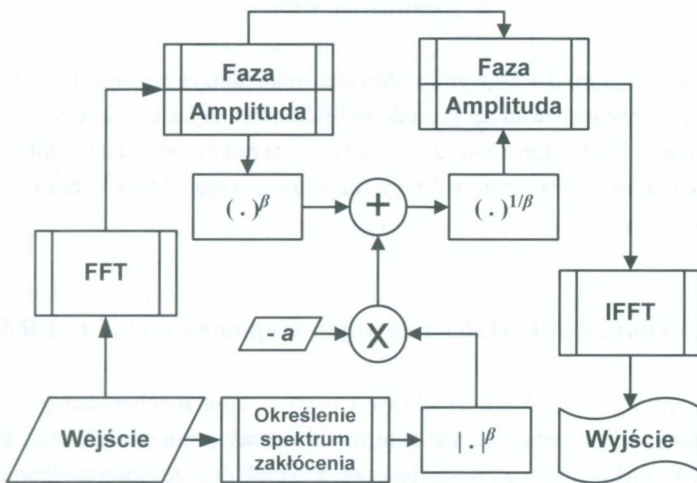 Faza
Amplituda
Faza
Amplituda
( . )^β
+
( . )^1/β
FFT
IFFT
- a
X
Wejście
Określenie
spektrum
zakłócenia
| . |^β
Wyjście